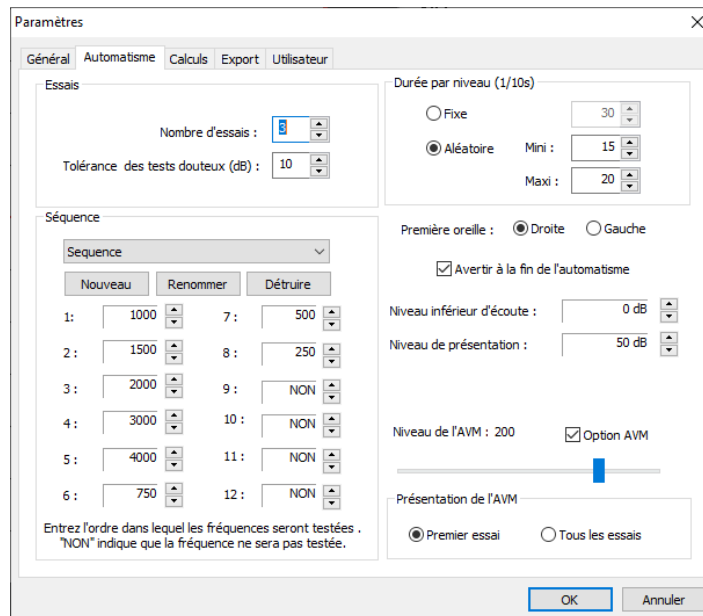 Paramètres
Général Automatisme Calculs Export Utilisateur
Essais
Nombre d'essais : 3
Tolérance des tests douteux (dB) : 10
Durée par niveau (1/10s)
Fixe 30
Aléatoire Mini : 15
Maxi : 20
Séquence
Sequence
Nouveau Renommer Détruire
1: 1000 7 : 500
2 : 1500 8 : 250
3 : 2000 9 : NON
4 : 3000 10 : NON
5 : 4000 11 : NON
6 : 750 12 : NON
Entrez l'ordre dans lequel les fréquences seront testées .
"NON" indique que la fréquence ne sera pas testée.
Première oreille : Droite Gauche
Avertir à la fin de l'automatisme
Niveau inférieur d'écoute : 0 dB
Niveau de présentation : 50 dB
Niveau de l'AVM : 200 Option AVM
Présentation de l'AVM
Premier essai Tous les essais
OK Annuler